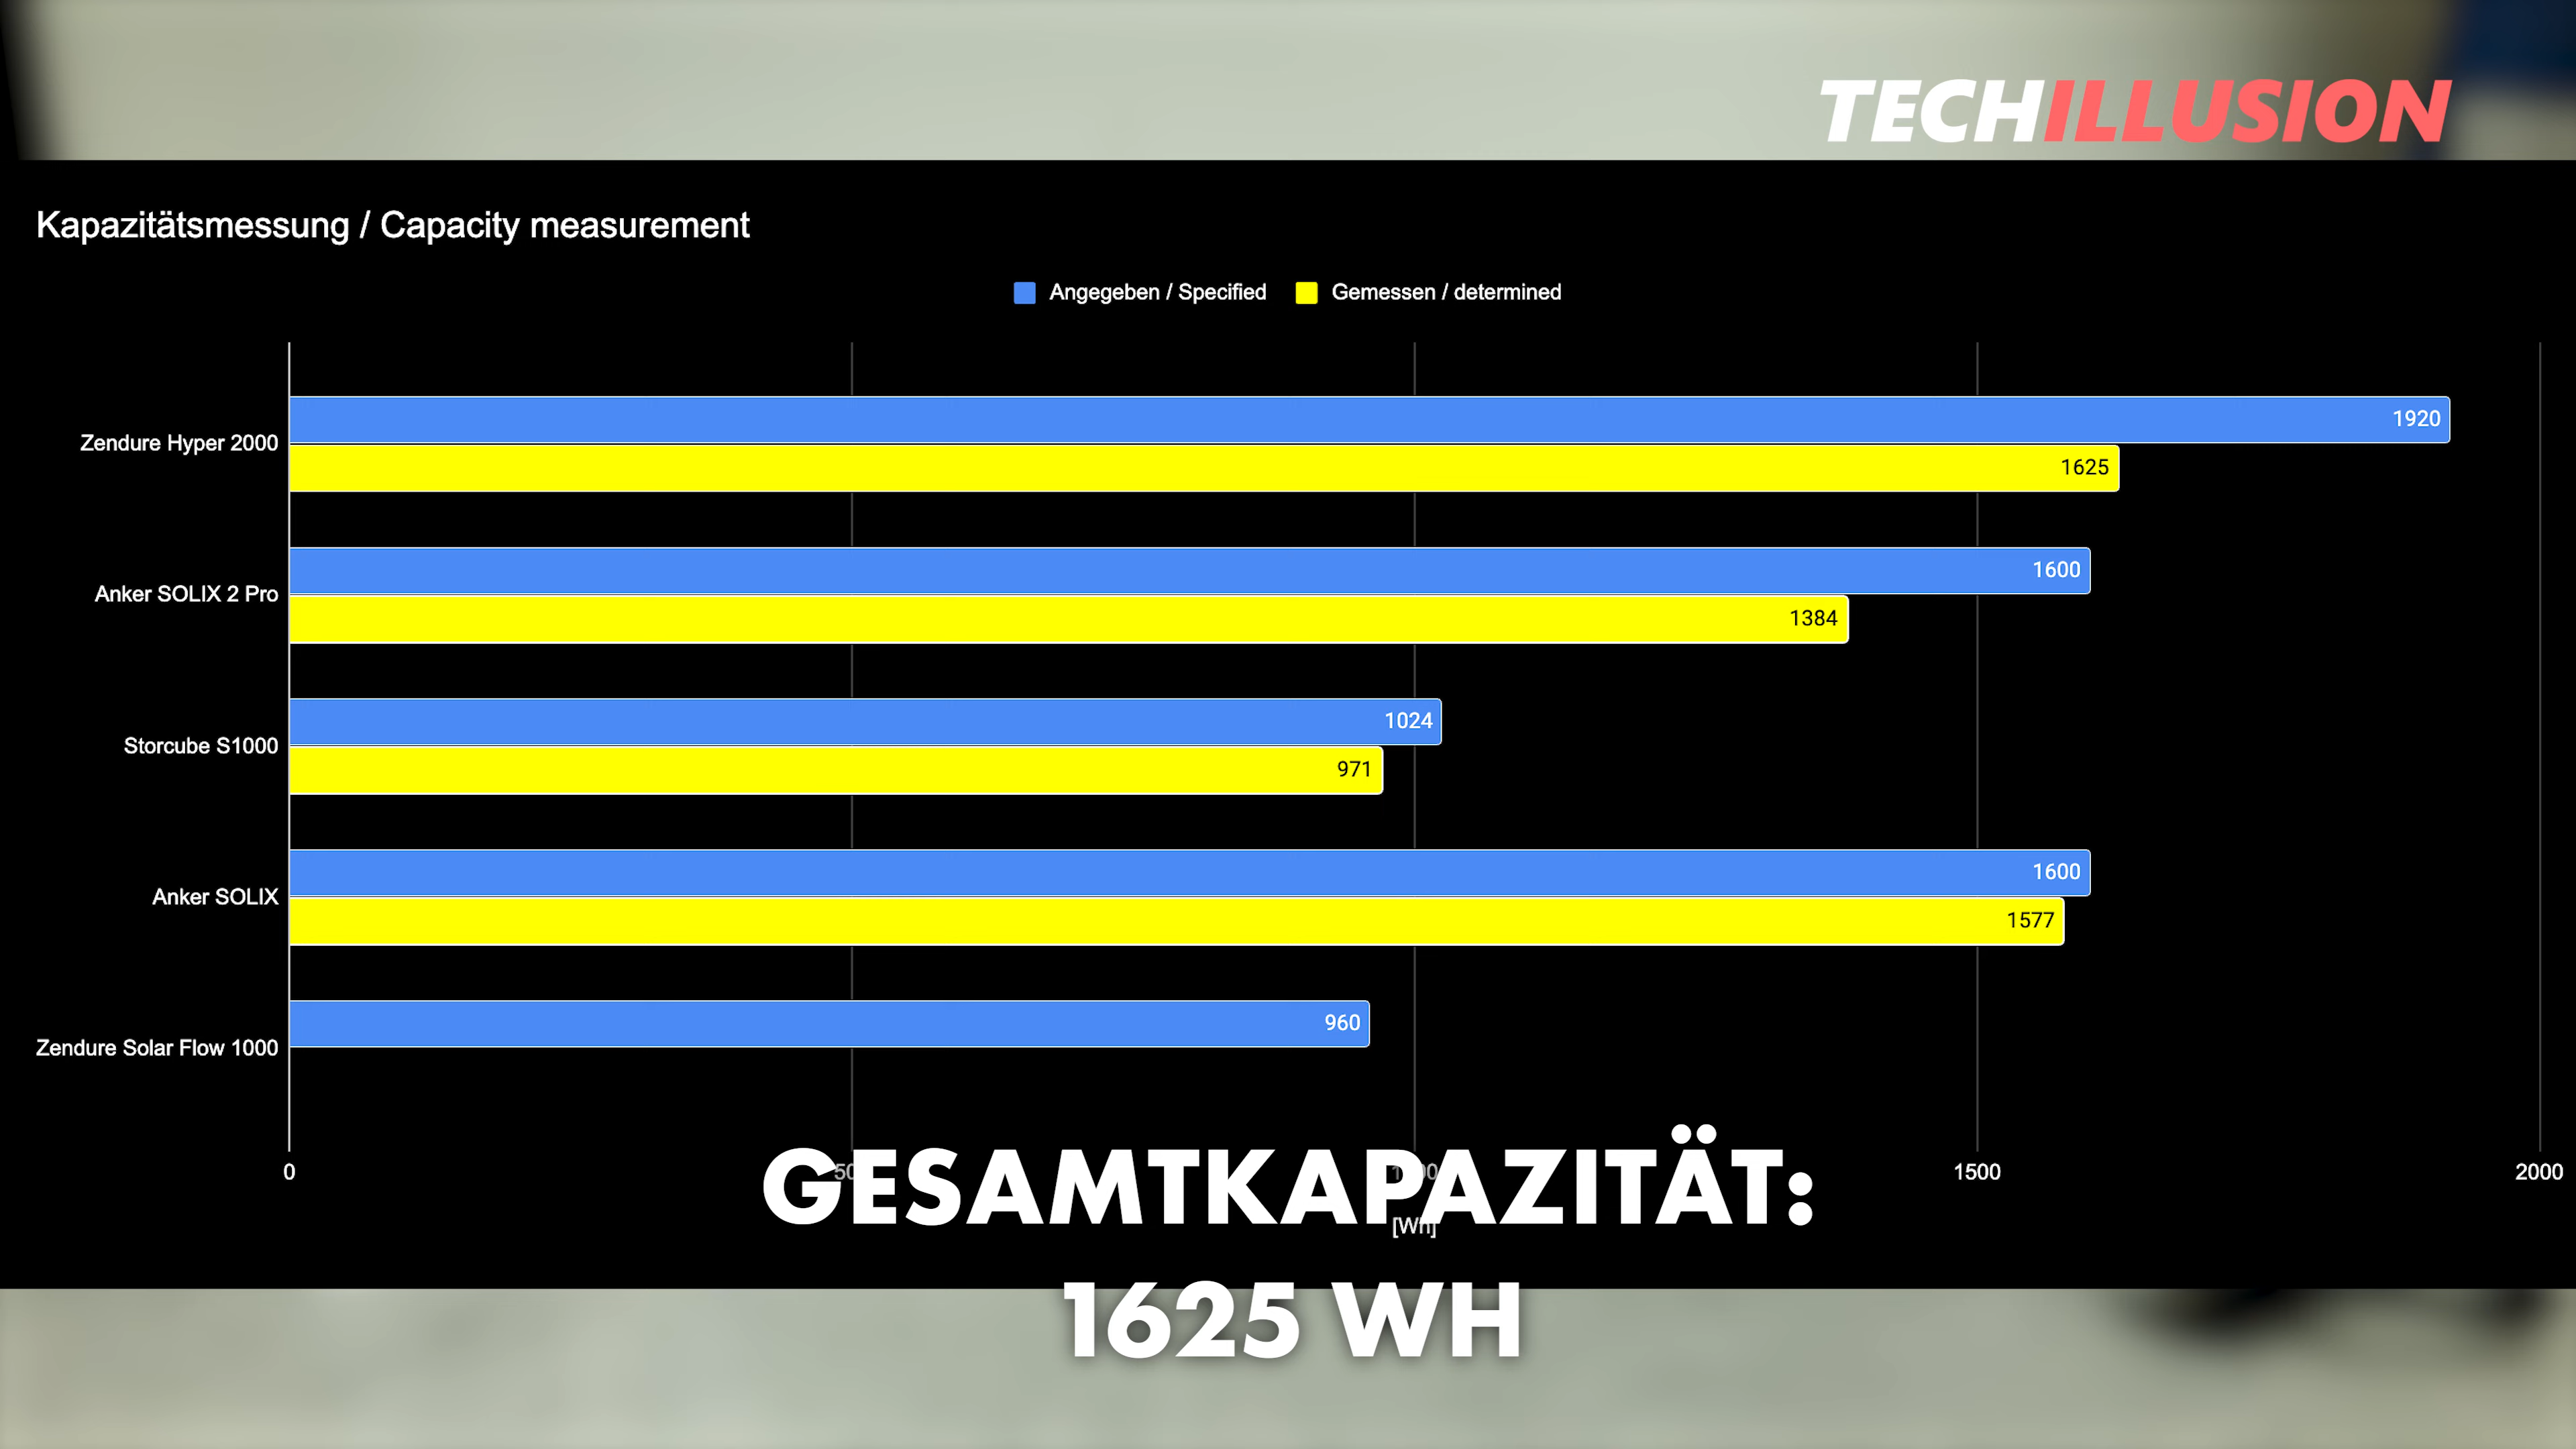 TECHILLUSION
Kapazitätsmessung / Capacity measurement
Angegeben / Specified
Gemessen / determined
Zendure Hyper 2000
1920
1625
Anker SOLIX 2 Pro
1600
1384
Storcube S1000
1024
971
Anker SOLIX
1600
1577
Zendure Solar Flow 1000
960
0
1500
2000
[Wh]
GESAMTKAPAZITÄT:
1625 WH